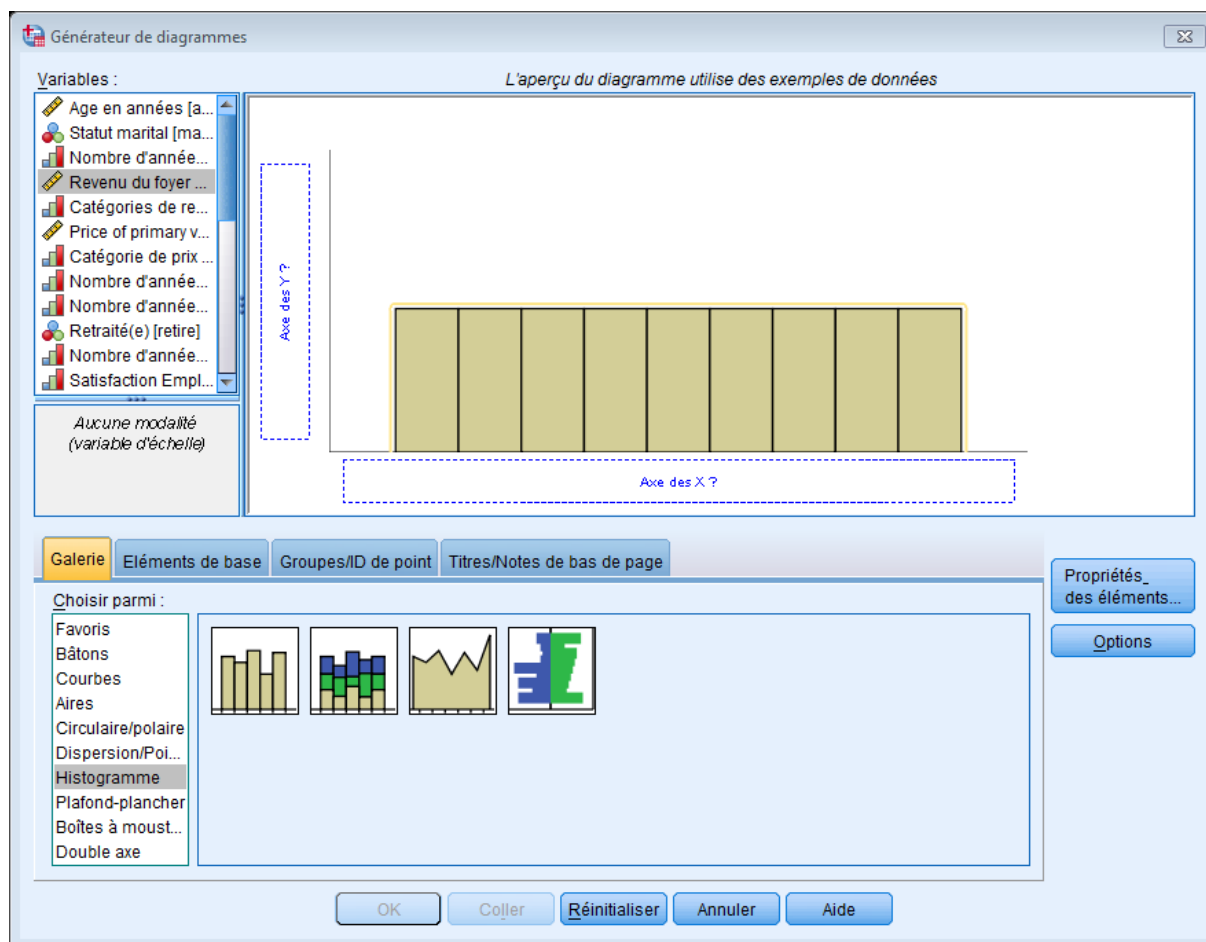 Générateur de diagrammes
Variables :
L'aperçu du diagramme utilise des exemples de données
Age en années [a...
Statut marital [ma...
Nombre d'année...
Revenu du foyer ...
Catégories de re...
Price of primary v...
Catégorie de prix ...
Nombre d'année...
Nombre d'année...
Retraité(e) [retire]
Nombre d'année...
Satisfaction Empl...
Aucune modalité
(variable d'échelle)
Axe des Y ?
Axe des X ?
Galerie
Eléments de base
Groupes/ID de point
Titres/Notes de bas de page
Choisir parmi :
Favoris
Bâtons
Courbes
Aires
Circulaire/polaire
Dispersion/Poi...
Histogramme
Plafond-plancher
Boîtes à moust...
Double axe
Propriétés_
des éléments...
Options
OK
Coller
Réinitialiser
Annuler
Aide